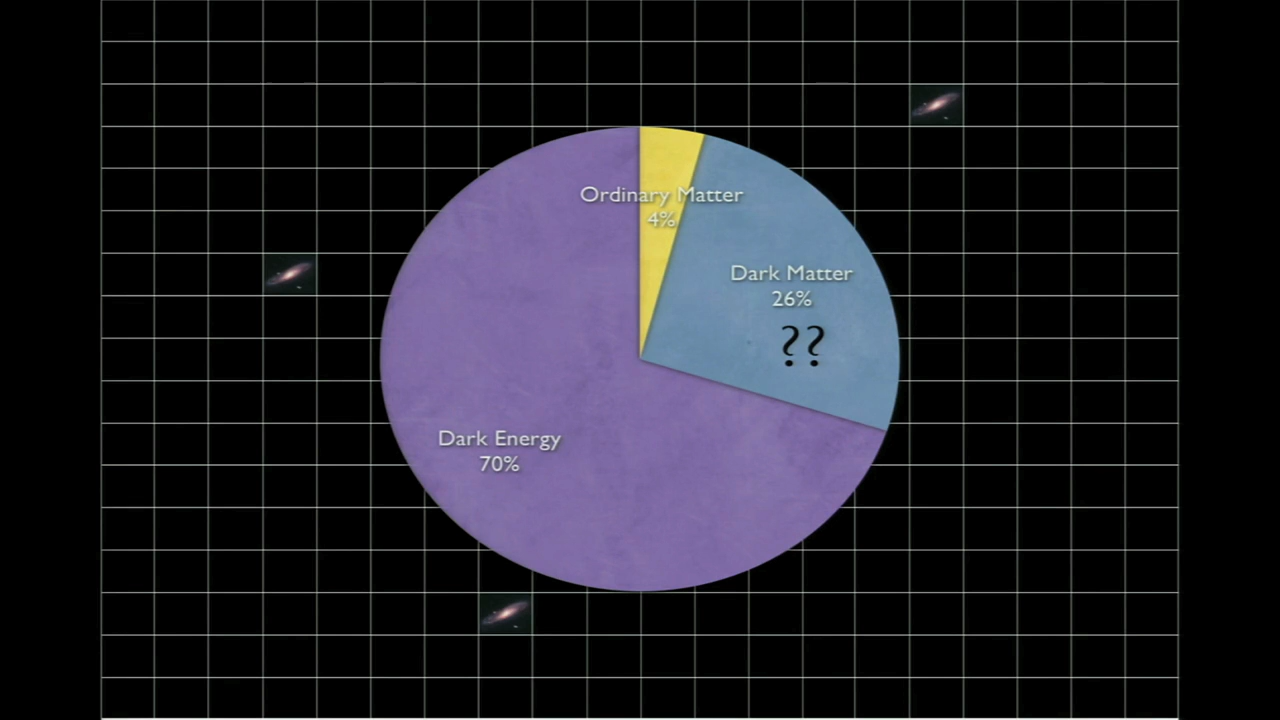 Ordinary Matter
4%
Dark Matter
26%
??
Dark Energy
70%